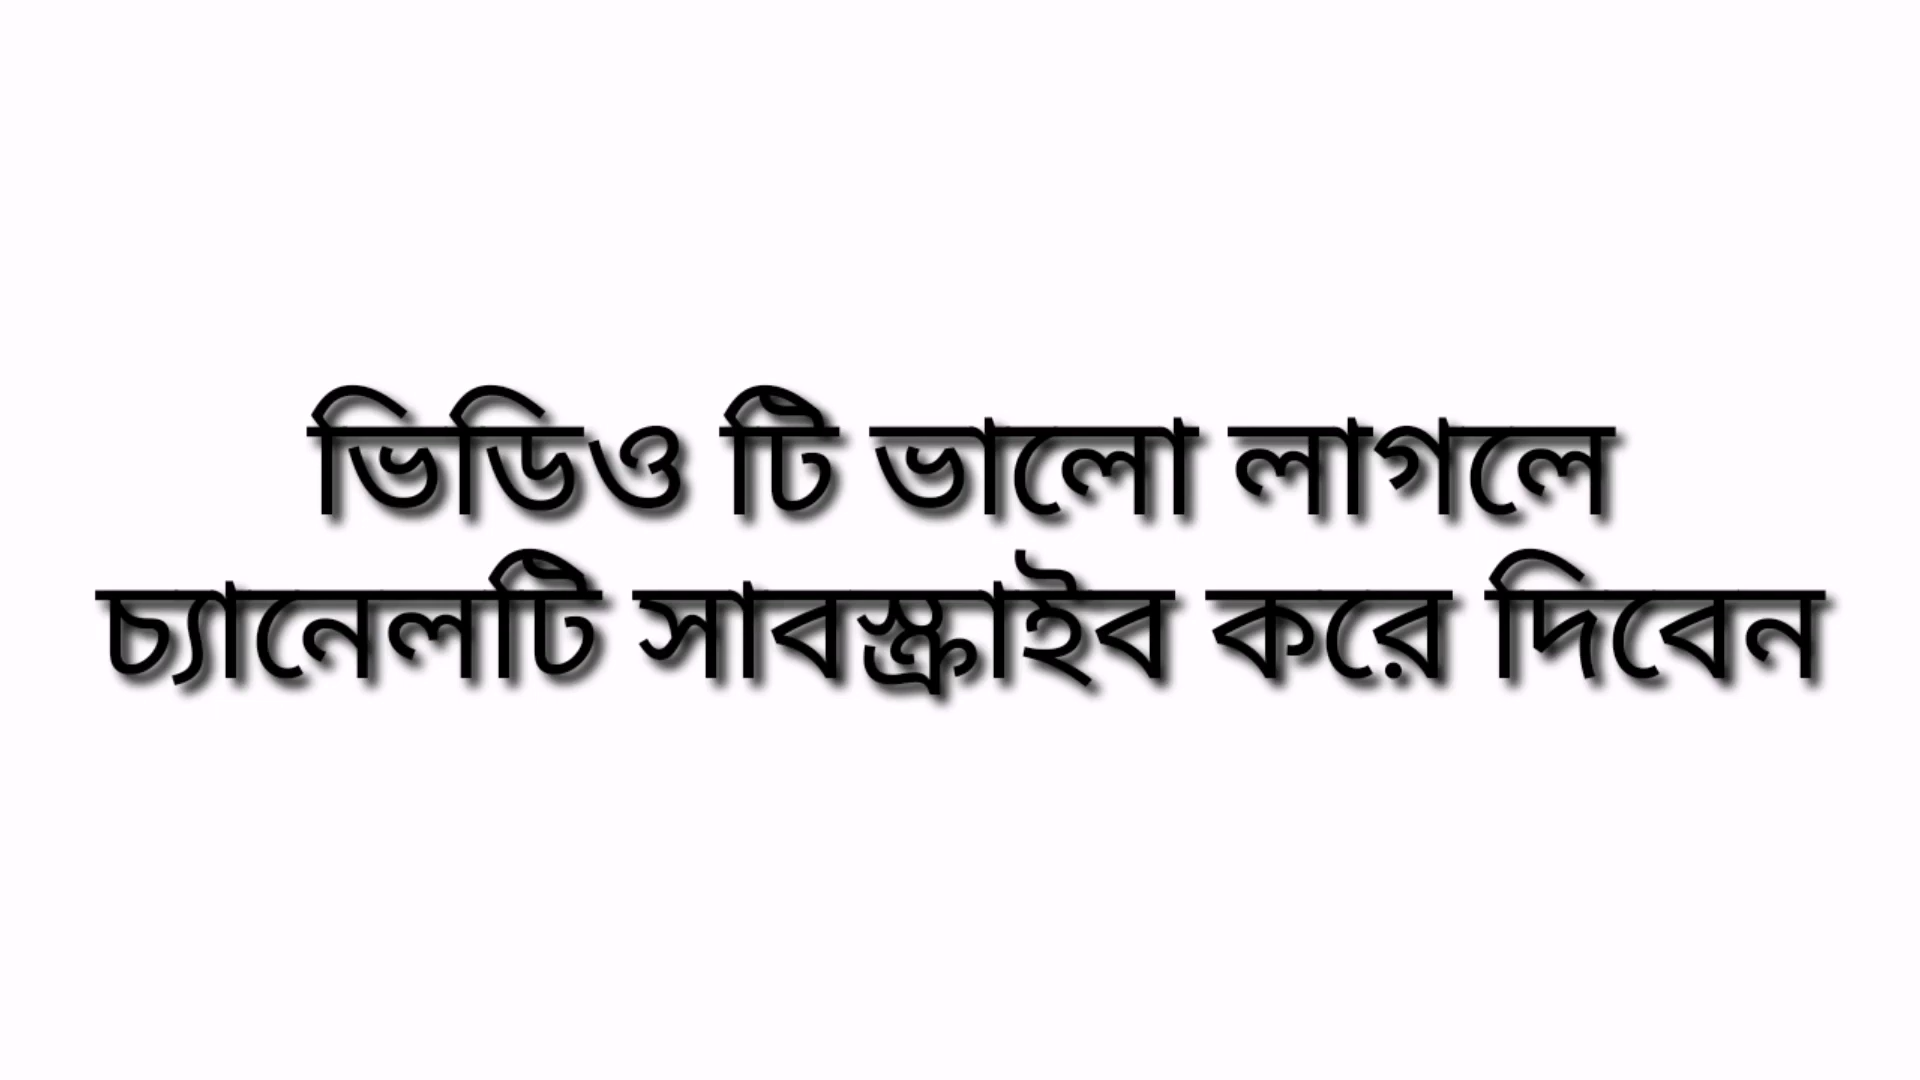 ভিডিও টি ভালো লাগলে
চ্যানেলটি সাবস্ক্রাইব করে দিবেন